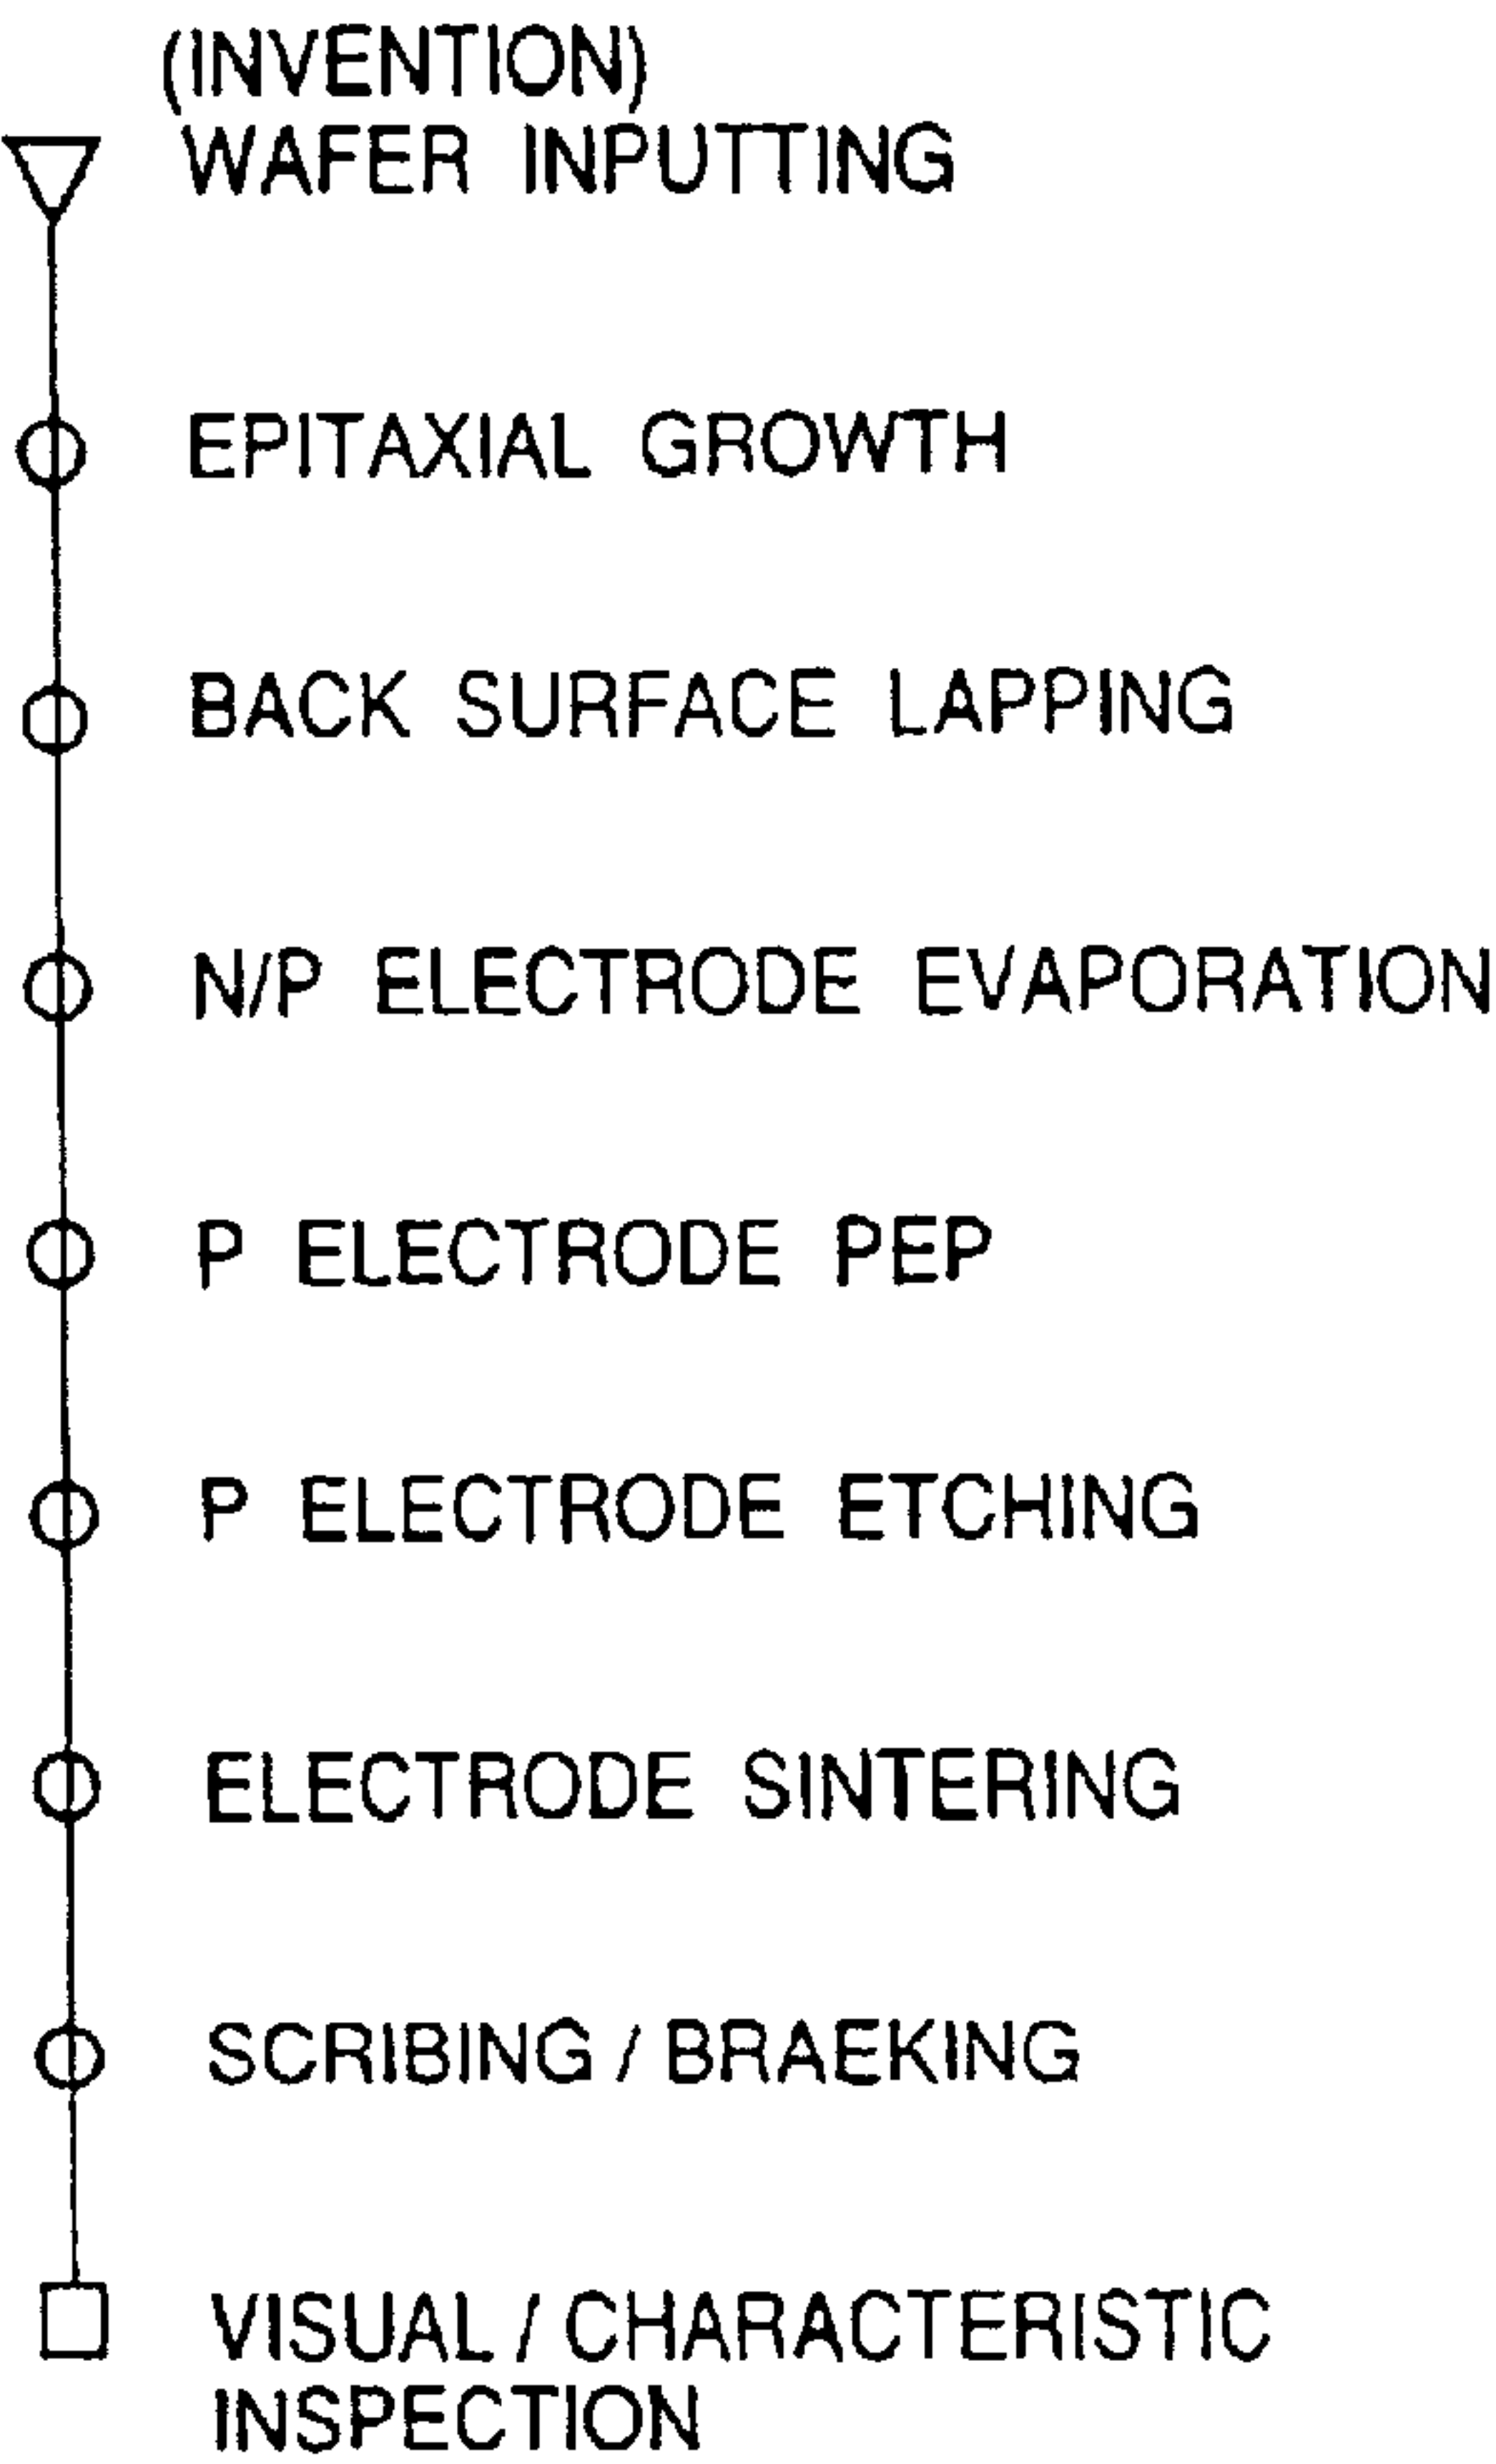 (INVENTION)
WAFER INPUTTING
EPITAXIAL GROWTH
BACK SURFACE LAPPING
N/P ELECTRODE EVAPORATION
P ELECTRODE PEP
P ELECTRODE ETCHING
ELECTRODE SINTERING
SCRIBING / BRAEKING
VISUAL / CHARACTERISTIC
INSPECTION